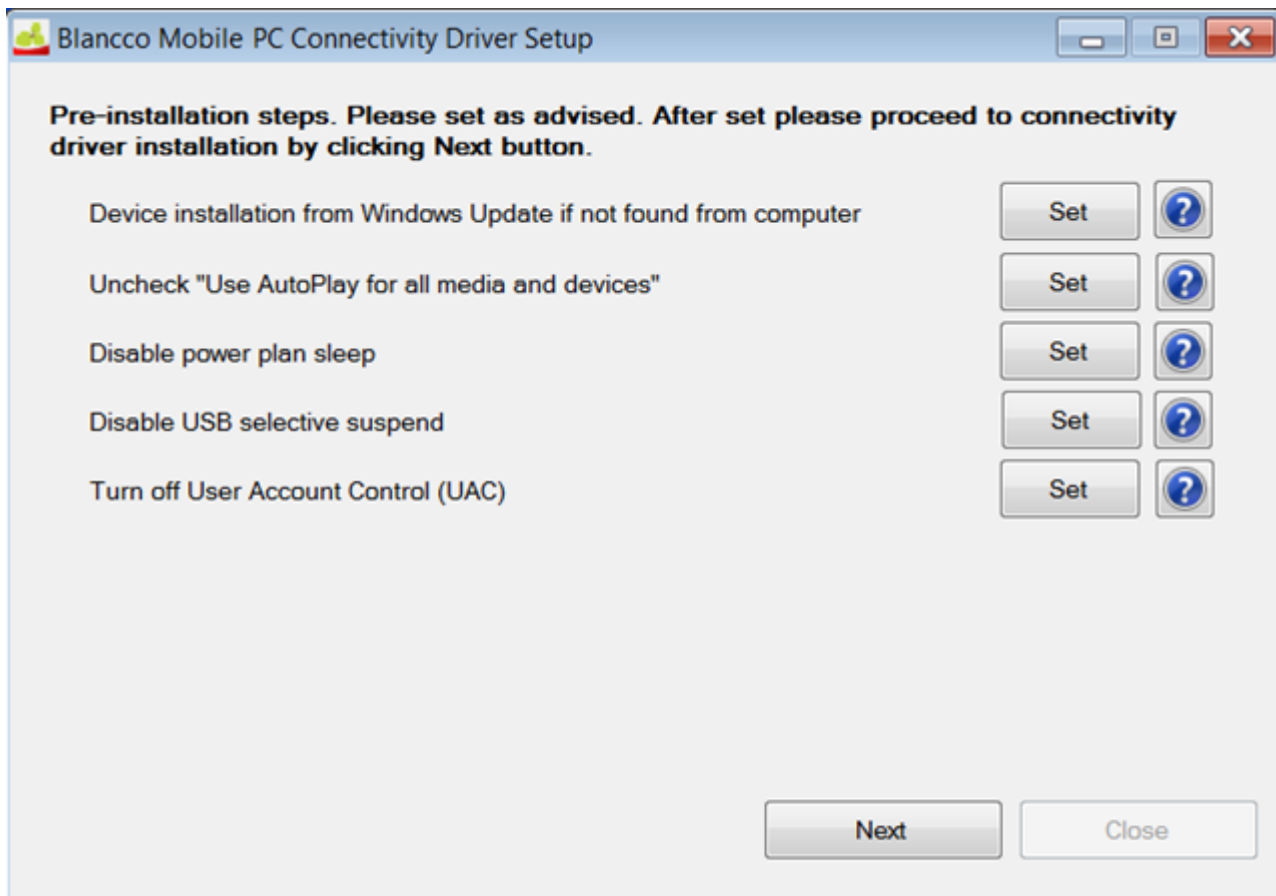 Blancco Mobile PC Connectivity Driver Setup
Pre-installation steps. Please set as advised. After set please proceed to connectivity
driver installation by clicking Next button.
Device installation from Windows Update if not found from computer Set ?
Uncheck "Use AutoPlay for all media and devices" Set ?
Disable power plan sleep Set ?
Disable USB selective suspend Set ?
Turn off User Account Control (UAC) Set ?
Next Close